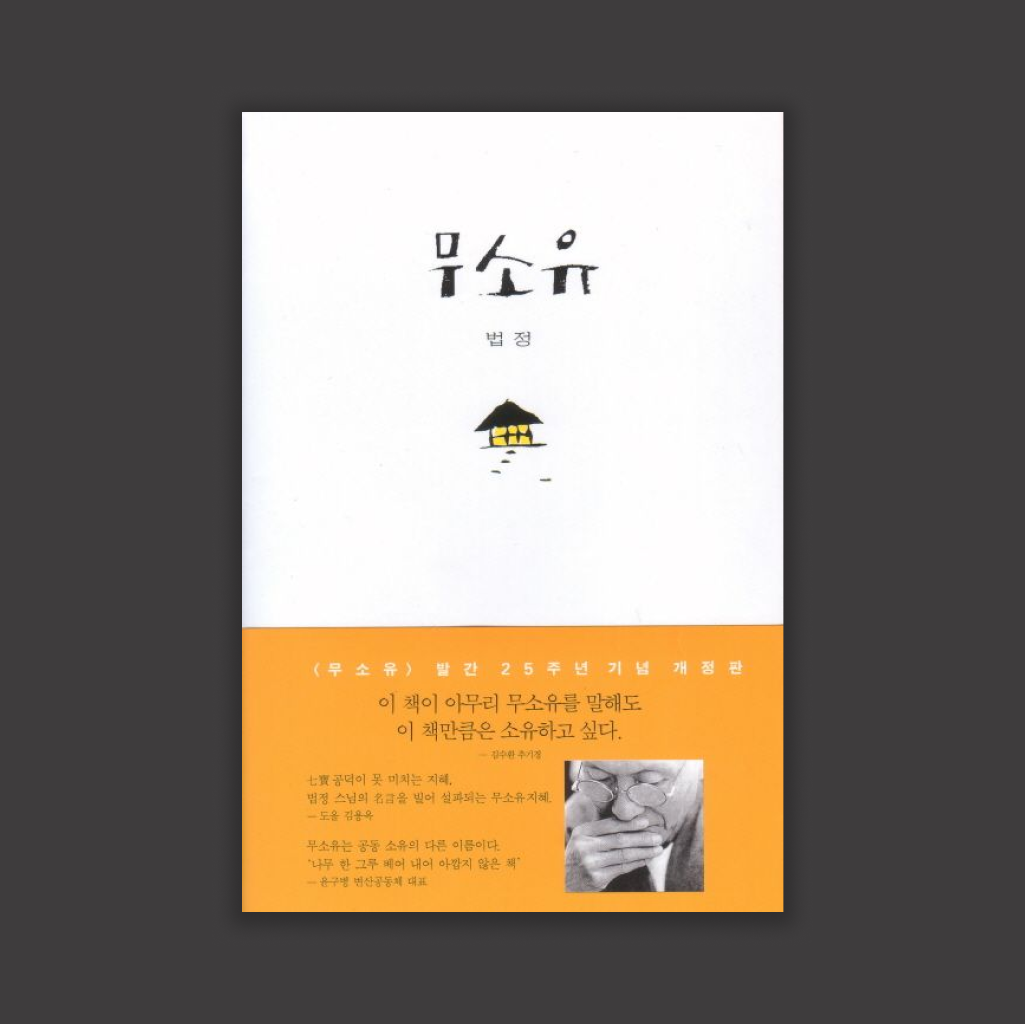 무소유
법정
〈무소유〉 발간 25주년 기념 개정판
이 책이 아무리 무소유를 말해도
이 책만큼은 소유하고 싶다.
— 김수환 추기경
七寶 공덕이 못 미치는 지혜,
법정 스님의 名글을 빌어 설파되는 무소유지혜.
— 도올 김용옥
무소유는 공동 소유의 다른 이름이다.
"나무 한 그루 베어 내어 아깝지 않은 책"
— 윤구병 변산공동체 대표